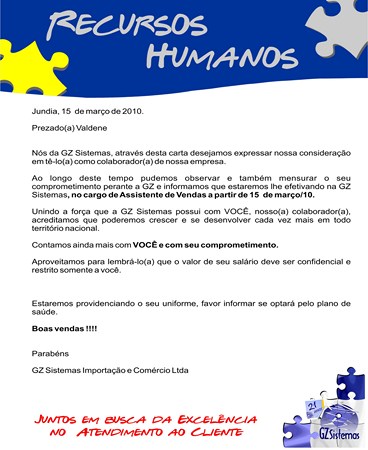 RECURSOS
HUMANOS
Jundia, 15 de março de 2010.
Prezado(a) Valdene
Nós da GZ Sistemas, através desta carta desejamos expressar nossa consideração
em tê-lo(a) como colaborador(a) de nossa empresa.
Ao longo deste tempo pudemos observar e também mensurar o seu
comprometimento perante a GZ e informamos que estaremos lhe efetivando na GZ
Sistemas, no cargo de Assistente de Vendas a partir de 15 de março/10.
Unindo a força que a GZ Sistemas possui com VOCÊ, nosso(a) colaborador(a),
acreditamos que poderemos crescer e se desenvolver cada vez mais em todo
território nacional.
Contamos ainda mais com VOCÊ e com seu comprometimento.
Aproveitamos para lembrá-lo(a) que o valor de seu salário deve ser confidencial e
restrito somente a você.
Estaremos providenciando o seu uniforme, favor informar se optará pelo plano de
saúde.
Boas vendas !!!!
Parabéns
GZ Sistemas Importação e Comércio Ltda
JUNTOS EM BUSCA DA EXCELÊNCIA
NO ATENDIMENTO AO CLIENTE
21
GZ Sistemas